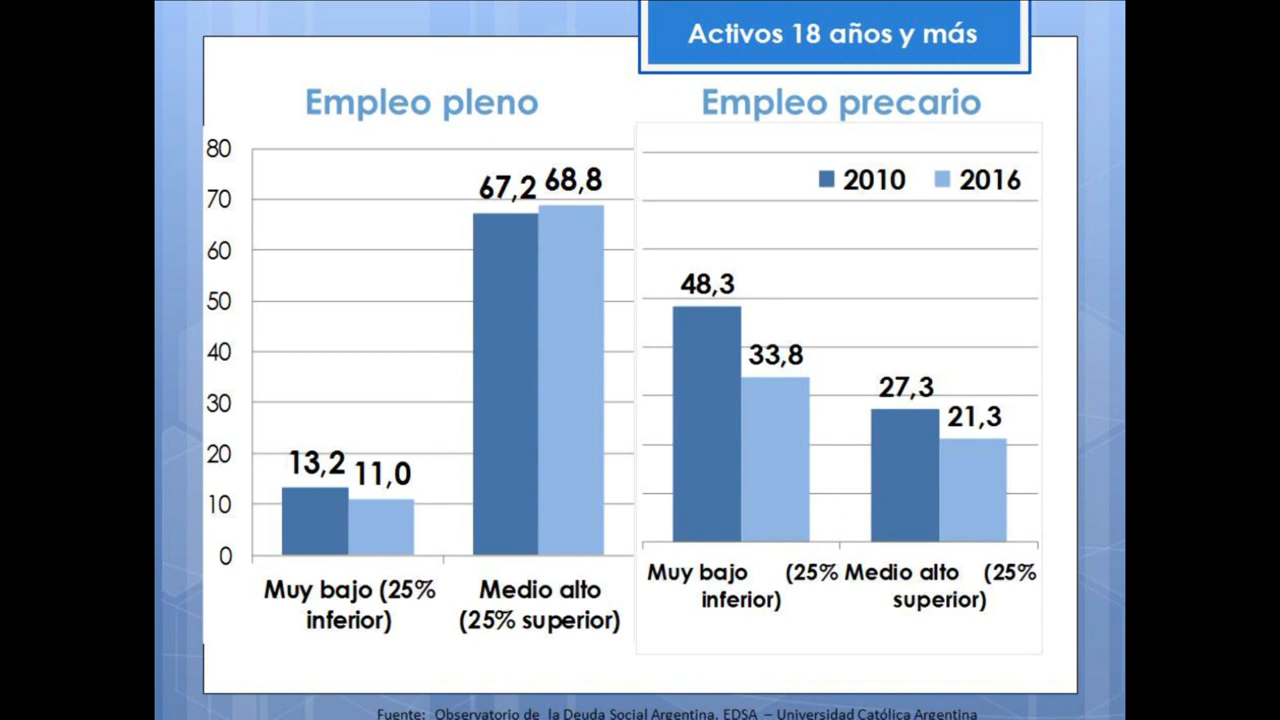 Activos 18 años y más
Empleo pleno
80
70
60
50
40
30
20
10
0
67,2
68,8
13,2
11,0
Muy bajo (25%
inferior)
Medio alto
(25% superior)
Empleo precario
2010
2016
48,3
33,8
27,3
21,3
Muy bajo (25%
inferior)
Medio alto (25%
superior)
Fuente: Observatorio de la Deuda Social Argentina. EDSA – Universidad Católica Argentina